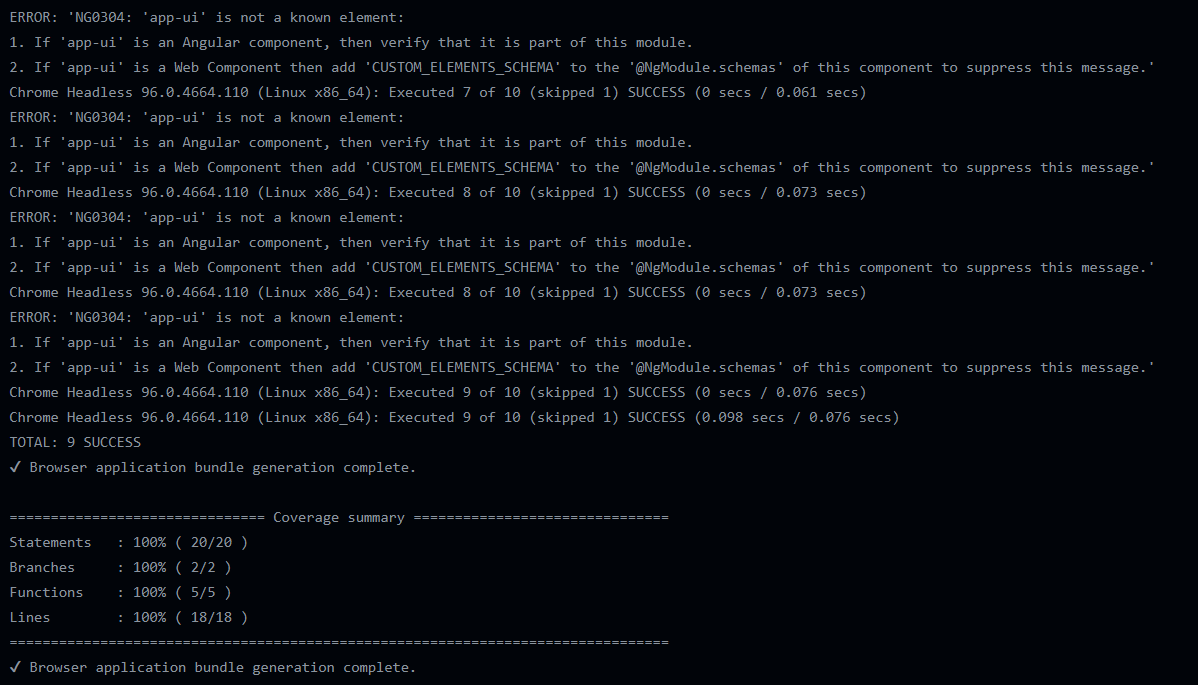 ERROR: 'NG0304: 'app-ui' is not a known element:
1. If 'app-ui' is an Angular component, then verify that it is part of this module.
2. If 'app-ui' is a Web Component then add 'CUSTOM_ELEMENTS_SCHEMA' to the '@NgModule.schemas' of this component to suppress this message.'
Chrome Headless 96.0.4664.110 (Linux x86_64): Executed 7 of 10 (skipped 1) SUCCESS (0 secs / 0.061 secs)
ERROR: 'NG0304: 'app-ui' is not a known element:
1. If 'app-ui' is an Angular component, then verify that it is part of this module.
2. If 'app-ui' is a Web Component then add 'CUSTOM_ELEMENTS_SCHEMA' to the '@NgModule.schemas' of this component to suppress this message.'
Chrome Headless 96.0.4664.110 (Linux x86_64): Executed 8 of 10 (skipped 1) SUCCESS (0 secs / 0.073 secs)
ERROR: 'NG0304: 'app-ui' is not a known element:
1. If 'app-ui' is an Angular component, then verify that it is part of this module.
2. If 'app-ui' is a Web Component then add 'CUSTOM_ELEMENTS_SCHEMA' to the '@NgModule.schemas' of this component to suppress this message.'
Chrome Headless 96.0.4664.110 (Linux x86_64): Executed 8 of 10 (skipped 1) SUCCESS (0 secs / 0.073 secs)
ERROR: 'NG0304: 'app-ui' is not a known element:
1. If 'app-ui' is an Angular component, then verify that it is part of this module.
2. If 'app-ui' is a Web Component then add 'CUSTOM_ELEMENTS_SCHEMA' to the '@NgModule.schemas' of this component to suppress this message.'
Chrome Headless 96.0.4664.110 (Linux x86_64): Executed 9 of 10 (skipped 1) SUCCESS (0 secs / 0.076 secs)
Chrome Headless 96.0.4664.110 (Linux x86_64): Executed 9 of 10 (skipped 1) SUCCESS (0.098 secs / 0.076 secs)
TOTAL: 9 SUCCESS
✓ Browser application bundle generation complete.
=============================== Coverage summary ===============================
Statements   : 100% ( 20/20 )
Branches     : 100% ( 2/2 )
Functions    : 100% ( 5/5 )
Lines        : 100% ( 18/18 )
================================================================================
✓ Browser application bundle generation complete.